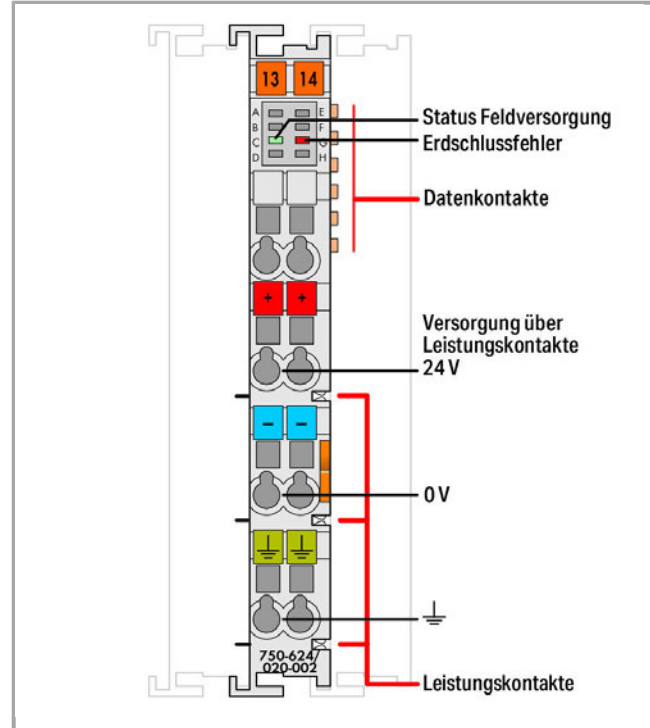 13 14
A E
B F
C G
D H
Status Feldversorgung
Erdschlussfehler
Datenkontakte
+ +
Versorgung über
Leistungskontakte
24 V
− −
0 V
750-624/
020-002
Leistungskontakte